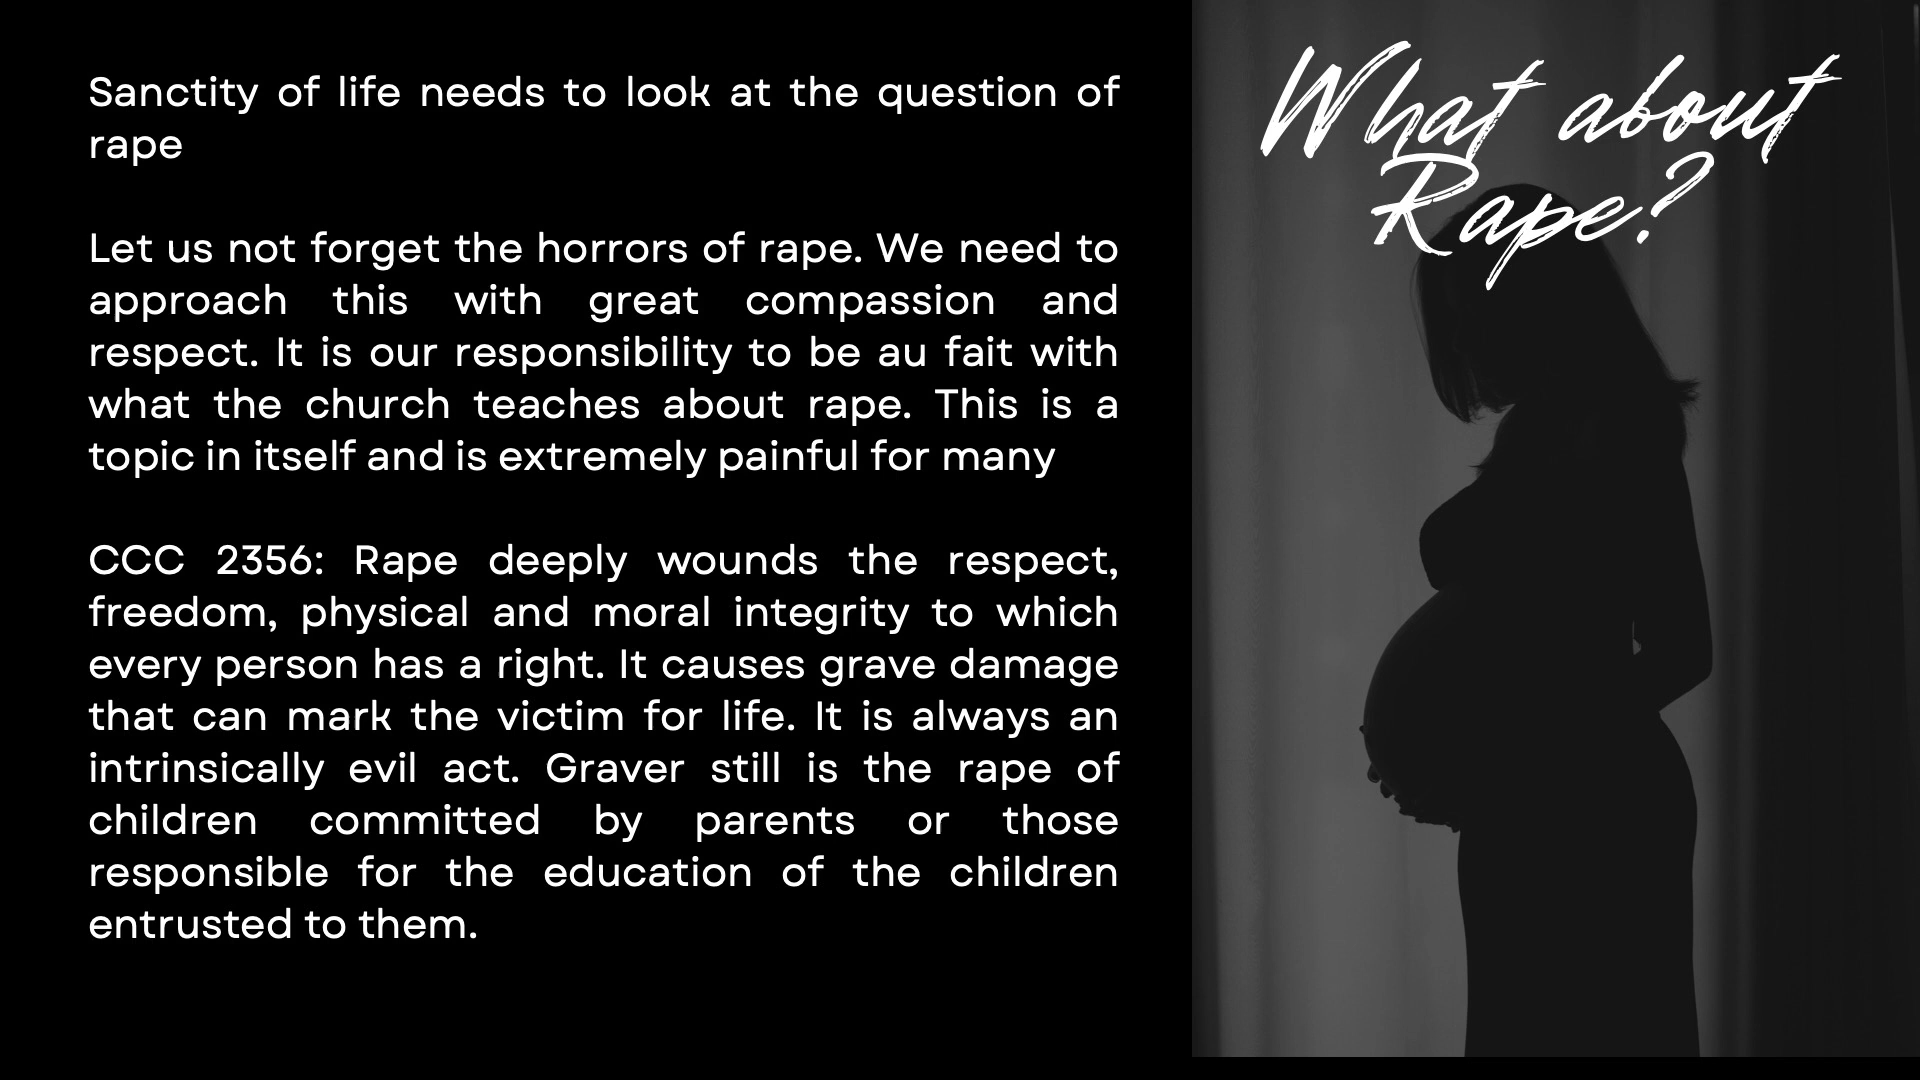 Sanctity of life needs to look at the question of
rape
Let us not forget the horrors of rape. We need to
approach this with great compassion and
respect. It is our responsibility to be au fait with
what the church teaches about rape. This is a
topic in itself and is extremely painful for many
CCC 2356: Rape deeply wounds the respect,
freedom, physical and moral integrity to which
every person has a right. It causes grave damage
that can mark the victim for life. It is always an
intrinsically evil act. Graver still is the rape of
children committed by parents or those
responsible for the education of the children
entrusted to them.
What about
Rape?